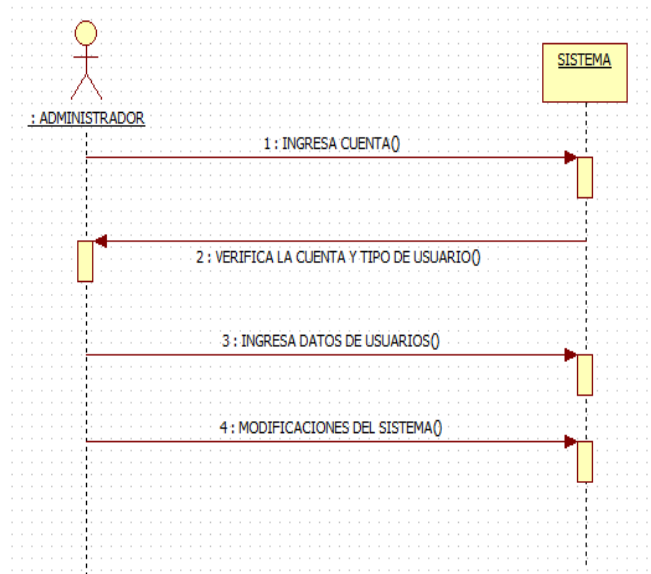 SISTEMA
: ADMINISTRADOR
1 : INGRESA CUENTA()
2 : VERIFICA LA CUENTA Y TIPO DE USUARIO()
3 : INGRESA DATOS DE USUARIOS()
4 : MODIFICACIONES DEL SISTEMA()